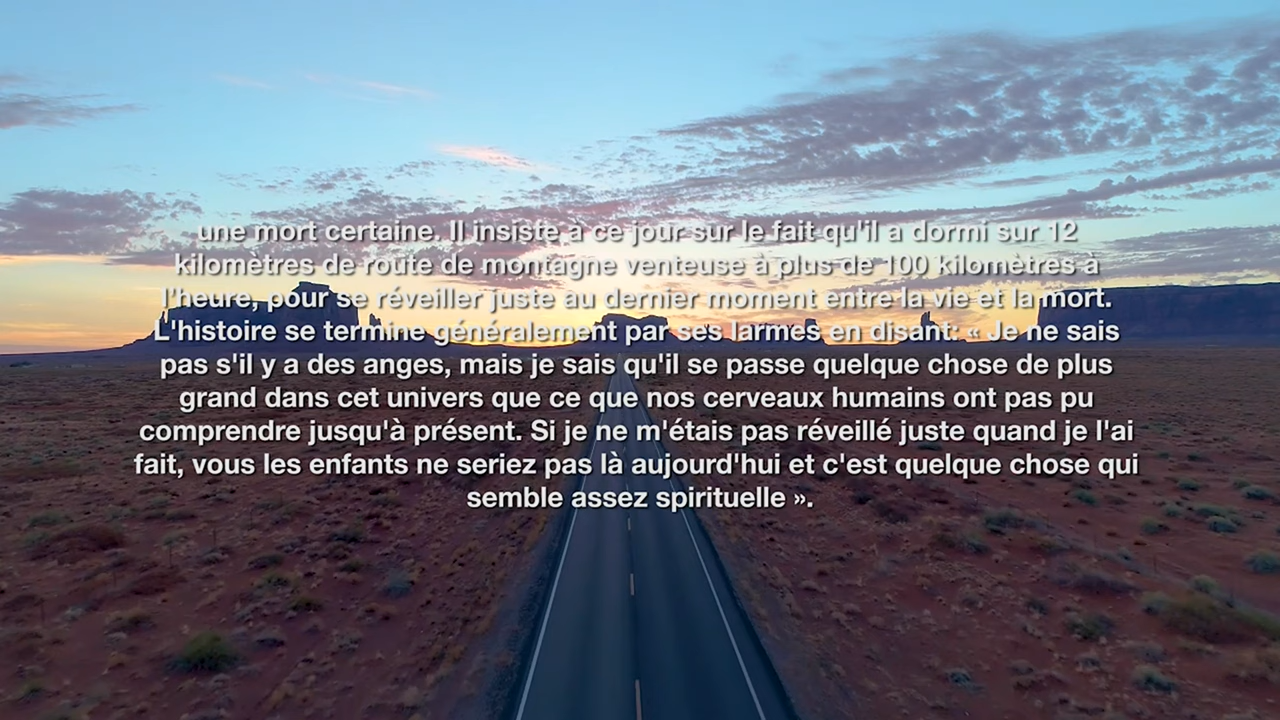 une mort certaine. Il insiste à ce jour sur le fait qu'il a dormi sur 12
kilomètres de route de montagne venteuse à plus de 100 kilomètres à
l'heure, pour se réveiller juste au dernier moment entre la vie et la mort.
L'histoire se termine généralement par ses larmes en disant: « Je ne sais
pas s'il y a des anges, mais je sais qu'il se passe quelque chose de plus
grand dans cet univers que ce que nos cerveaux humains ont pas pu
comprendre jusqu'à présent. Si je ne m'étais pas réveillé juste quand je l'ai
fait, vous les enfants ne seriez pas là aujourd'hui et c'est quelque chose qui
semble assez spirituelle ».